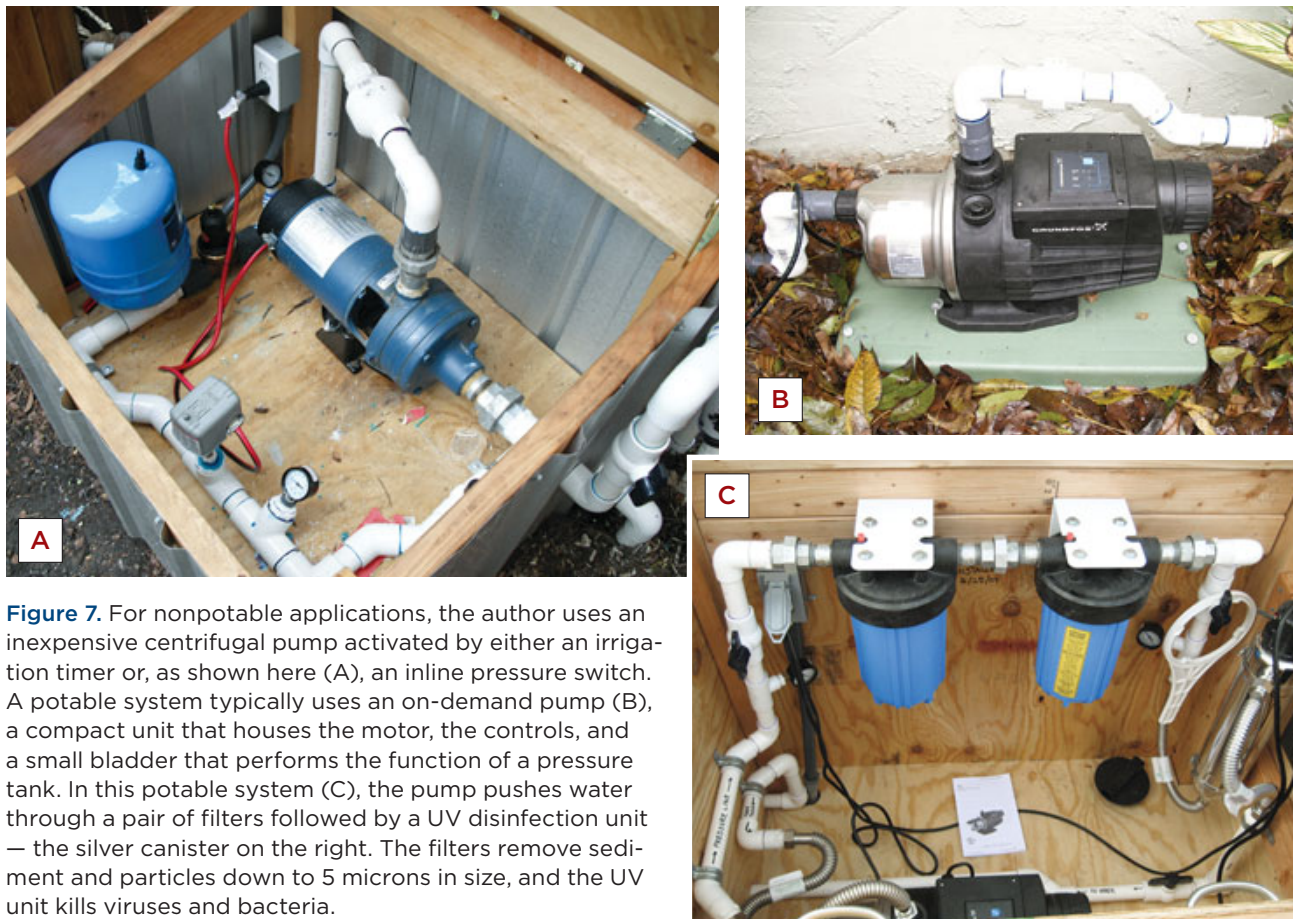 A
B
GRUNDFOS
C
PRESSURE LINE
Figure 7. For nonpotable applications, the author uses an
inexpensive centrifugal pump activated by either an irriga-
tion timer or, as shown here (A), an inline pressure switch.
A potable system typically uses an on-demand pump (B),
a compact unit that houses the motor, the controls, and
a small bladder that performs the function of a pressure
tank. In this potable system (C), the pump pushes water
through a pair of filters followed by a UV disinfection unit
— the silver canister on the right. The filters remove sedi-
ment and particles down to 5 microns in size, and the UV
unit kills viruses and bacteria.